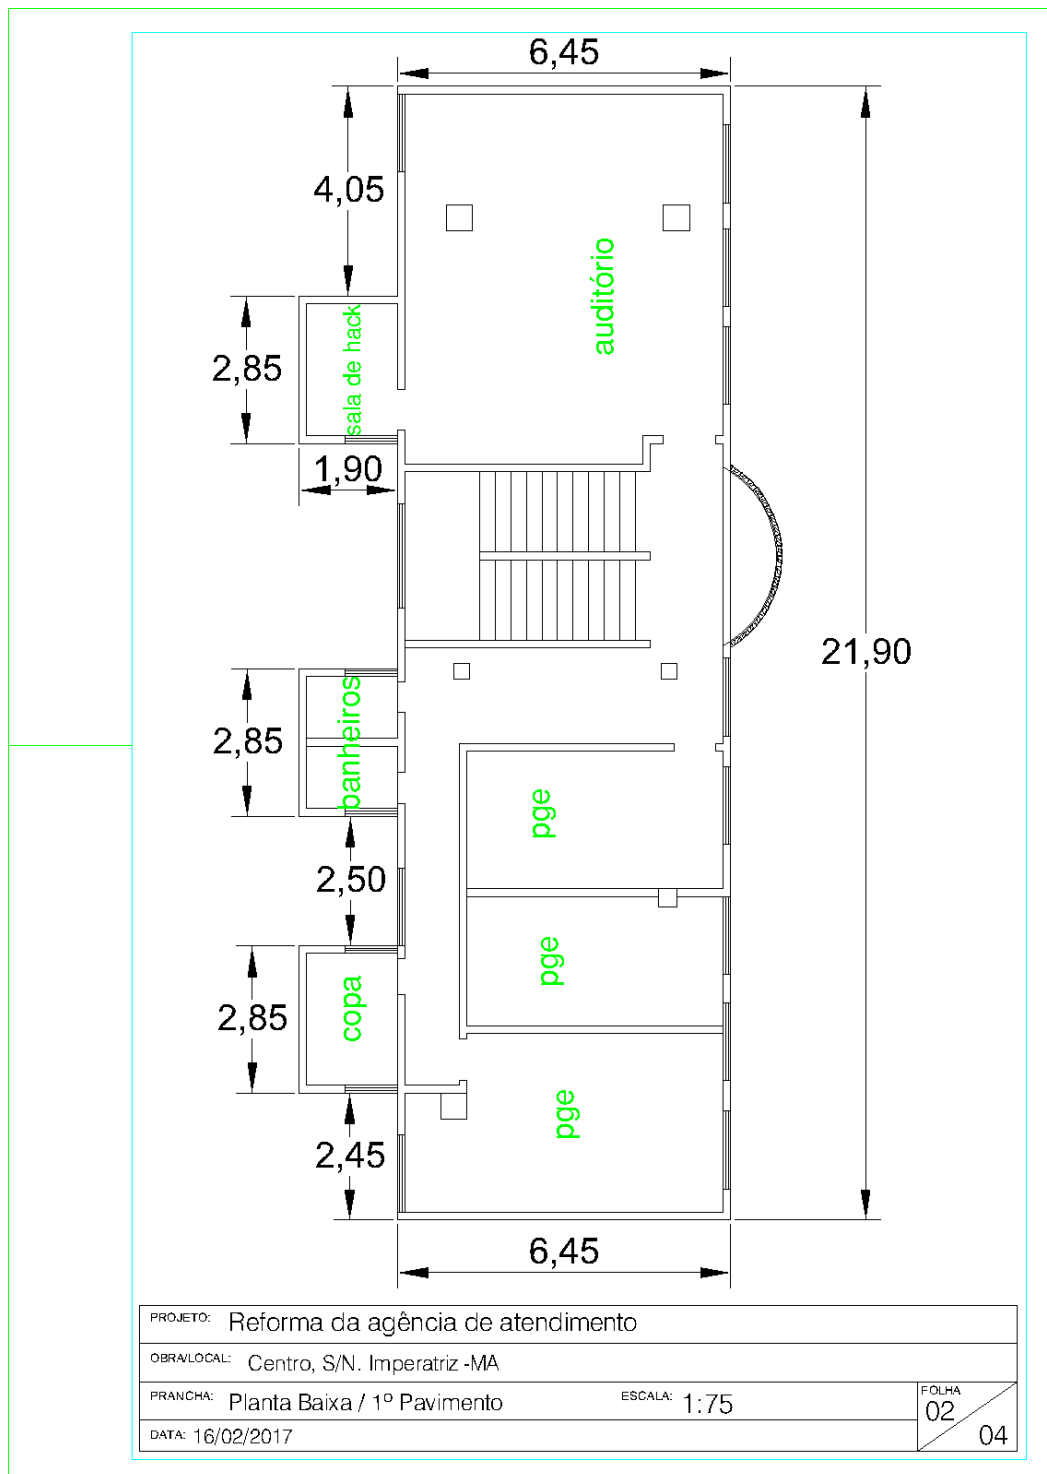 6,45
4,05
auditório
sala de hack
2,85
1,90
21,90
banheiros
2,85
pge
2,50
pge
copa
2,85
pge
2,45
6,45
PROJETO: Reforma da agência de atendimento
OBRA/LOCAL: Centro, S/N. Imperatriz -MA
PRANCHA: Planta Baixa / 1º Pavimento ESCALA: 1:75
FOLHA
02
04
DATA: 16/02/2017